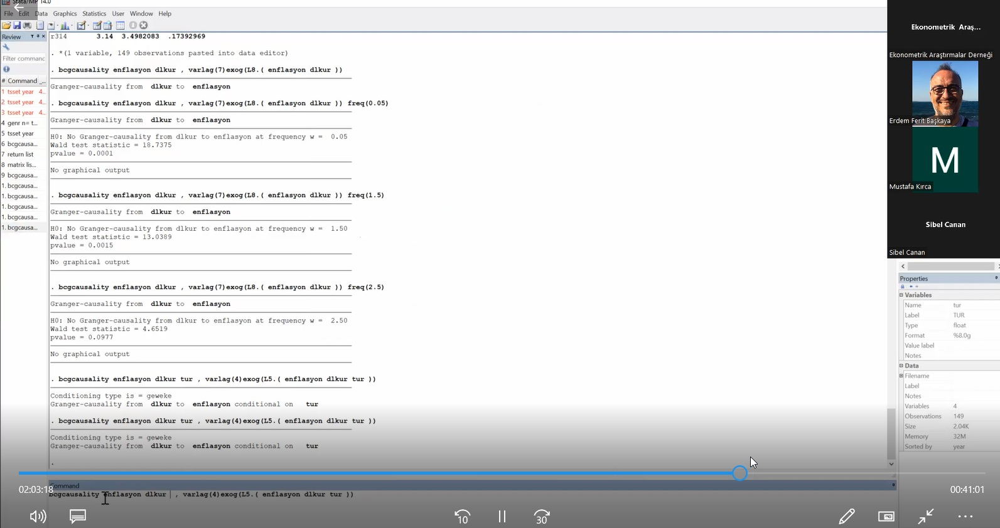 Stata/MP 14.0
File Edit Data Graphics Statistics User Window Help
Review
Filter commanc
# Command _...
1 tsset year 4...
2 tsset year 4...
3 tsset year 4...
4 genr n= t...
5 tsset year
6 bcgcausa...
7 return list
8 matrix lis...
9 bcgcausa...
1. bcgcausa...
1. bcgcausa...
1. bcgcausa...
1. bcgcausa...
1. bcgcausa...
r314 3.14 3.4982083 .17392969
. *(1 variable, 149 observations pasted into data editor)
. bcgcausality enflasyon dlkur , varlag(7)exog(L8.( enflasyon dlkur ))
Granger-causality from dlkur to enflasyon
. bcgcausality enflasyon dlkur , varlag(7)exog(L8.( enflasyon dlkur )) freq(0.05)
Granger-causality from dlkur to enflasyon
H0: No Granger-causality from dlkur to enflasyon at frequency w = 0.05
Wald test statistic = 18.7375
pvalue = 0.0001
No graphical output
. bcgcausality enflasyon dlkur , varlag(7)exog(L8.( enflasyon dlkur )) freq(1.5)
Granger-causality from dlkur to enflasyon
H0: No Granger-causality from dlkur to enflasyon at frequency w = 1.50
Wald test statistic = 13.0389
pvalue = 0.0015
No graphical output
. bcgcausality enflasyon dlkur , varlag(7)exog(L8.( enflasyon dlkur )) freq(2.5)
Granger-causality from dlkur to enflasyon
H0: No Granger-causality from dlkur to enflasyon at frequency w = 2.50
Wald test statistic = 4.6519
pvalue = 0.0977
No graphical output
. bcgcausality enflasyon dlkur tur , varlag(4)exog(L5.( enflasyon dlkur tur ))
Conditioning type is = geweke
Granger-causality from dlkur to enflasyon conditional on tur
. bcgcausality enflasyon dlkur tur , varlag(4)exog(L5.( enflasyon dlkur tur ))
Conditioning type is = geweke
Granger-causality from dlkur to enflasyon conditional on tur
.
Command
bcgcausality enflasyon dlkur , varlag(4)exog(L5.( enflasyon dlkur tur ))
02:03:18
00:41:01
10
30
Ekonometrik Araş...
Ekonometrik Araştırmalar Derneği
Erdem Ferit Başkaya
M
Mustafa Kırca
Sibel Canan
Sibel Canan
Properties
Variables
Name tur
Label TUR
Type float
Format %8.0g
Value label
Notes
Data
Filename
Label
Notes
Variables 4
Observations 149
Size 2.04K
Memory 32M
Sorted by year